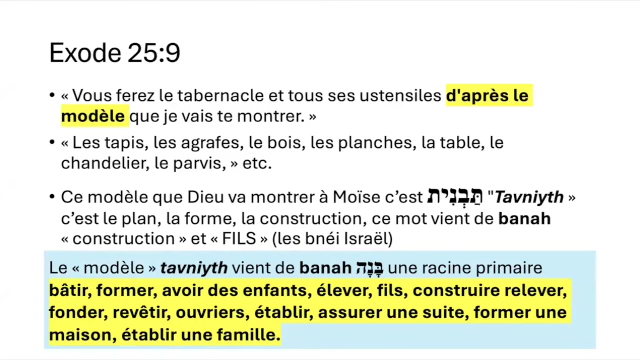 Exode 25:9
• « Vous ferez le tabernacle et tous ses ustensiles d'après le
modèle que je vais te montrer. »
• « Les tapis, les agrafes, le bois, les planches, la table, le
chandelier, le parvis, » etc.
• Ce modèle que Dieu va montrer à Moïse c’est תַּבְנִית "Tavniyth »
c’est le plan, la forme, la construction, ce mot vient de banah
« construction » et « FILS » (les bnéi Israël)
Le « modèle » tavniyth vient de banah בָּנָה une racine primaire
bâtir, former, avoir des enfants, élever, fils, construire relever,
fonder, revêtir, ouvriers, établir, assurer une suite, former une
maison, établir une famille.